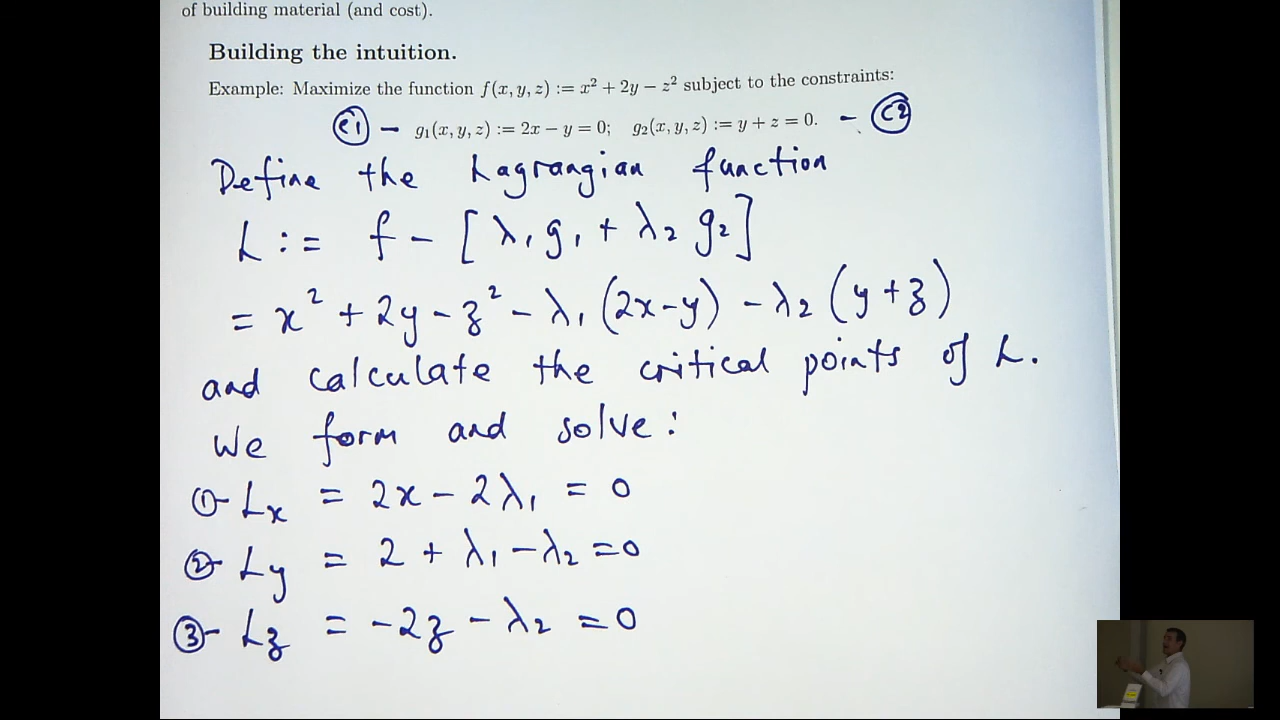 of building material (and cost).
Building the intuition.
Example: Maximize the function f(x, y, z) := x² + 2y − z² subject to the constraints:
(C1) − g₁(x, y, z) := 2x − y = 0; g₂(x, y, z) := y + z = 0. − (C2)
Define the Lagrangian function
L := f − [λ₁g₁ + λ₂g₂]
= x² + 2y − z² − λ₁(2x−y) − λ₂(y+z)
and calculate the critical points of L.
We form and solve:
①− Lx = 2x − 2λ₁ = 0
②− Ly = 2 + λ₁ − λ₂ = 0
③− Lz = −2z − λ₂ = 0